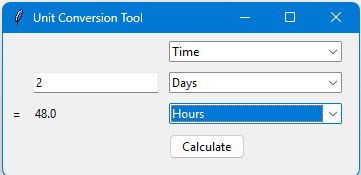 Unit Conversion Tool
Time
2 Days
= 48.0 Hours
Calculate